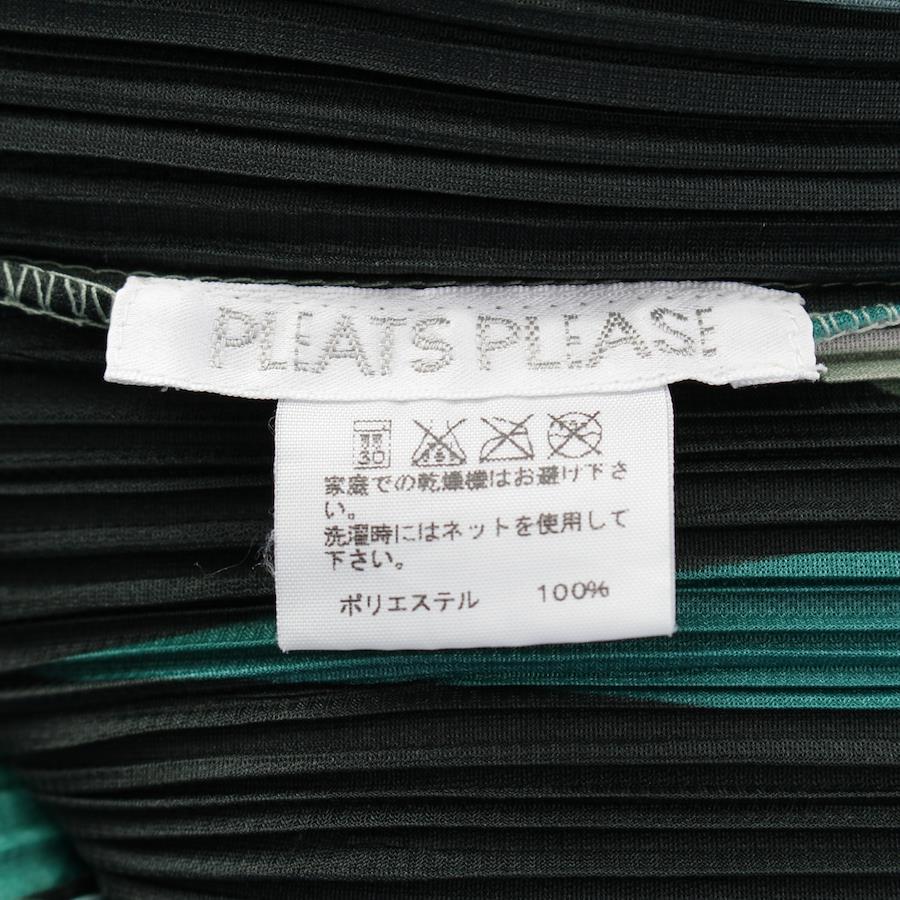 PLEATS PLEASE
30
家庭での乾燥機はお避け下さ
い。
洗濯時にはネットを使用して
下さい。
ポリエステル 100%